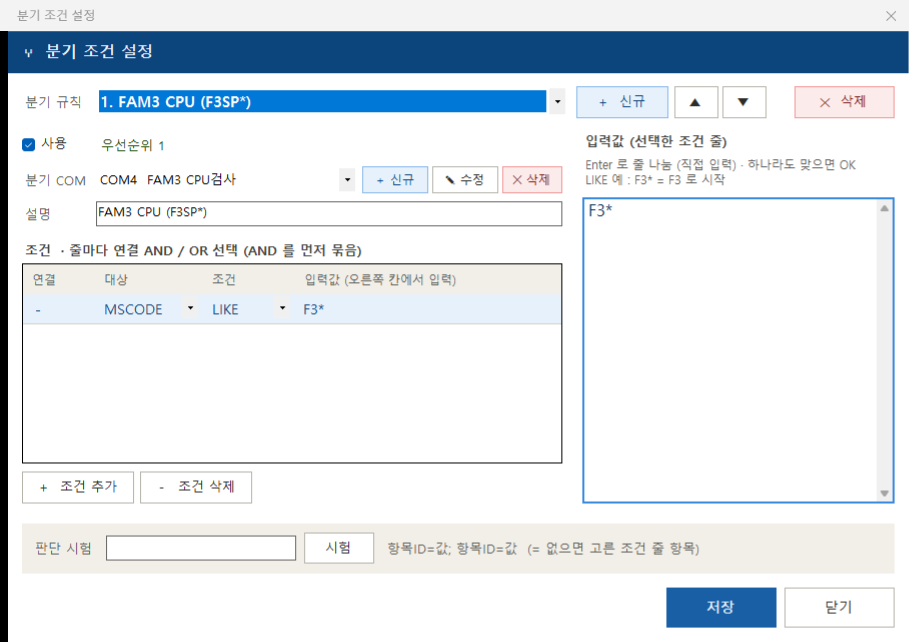 분기 조건 설정
분기 조건 설정
분기 규칙 1. FAM3 CPU (F3SP*) + 신규 ▲ ▼ × 삭제
사용 우선순위 1
분기 COM COM4 FAM3 CPU검사 + 신규 수정 × 삭제
설명 FAM3 CPU (F3SP*)
조건 · 줄마다 연결 AND / OR 선택 (AND 를 먼저 묶음)
연결 대상 조건 입력값 (오른쪽 칸에서 입력)
- MSCODE LIKE F3*
+ 조건 추가 - 조건 삭제
입력값 (선택한 조건 줄)
Enter 로 줄 나눔 (직접 입력) · 하나라도 맞으면 OK
LIKE 예 : F3* = F3 로 시작
F3*
판단 시험 시험 항목ID=값; 항목ID=값 (= 없으면 고른 조건 줄 항목)
저장 닫기